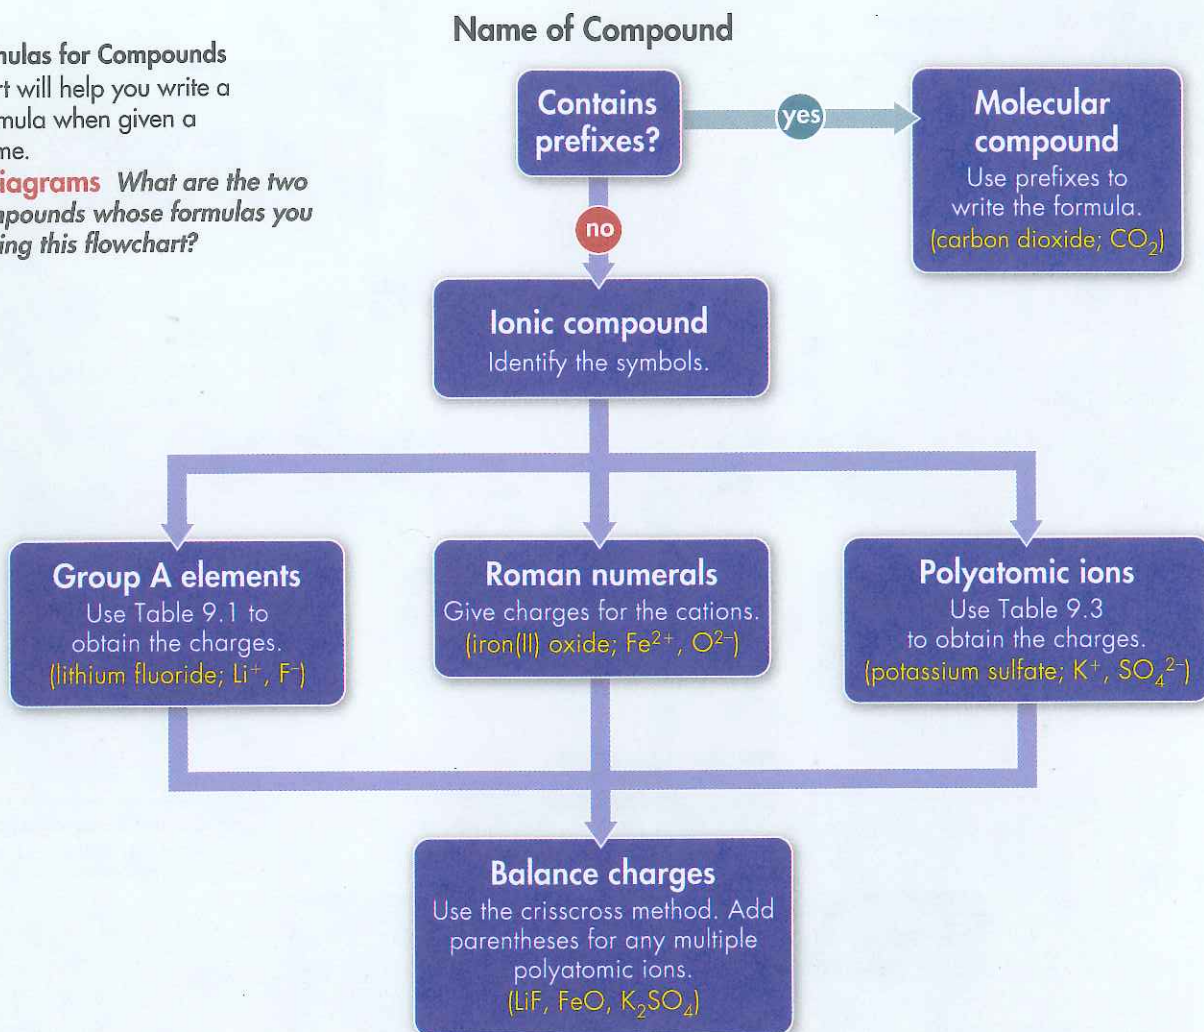 Name of Compound
mulas for Compounds
rt will help you write a
mula when given a
me.
iagrams What are the two
pounds whose formulas you
ing this flowchart?
Contains
prefixes?
yes
Molecular
compound
Use prefixes to
write the formula.
(carbon dioxide; CO₂)
no
Ionic compound
Identify the symbols.
Group A elements
Use Table 9.1 to
obtain the charges.
(lithium fluoride; Li⁺, F⁻)
Roman numerals
Give charges for the cations.
(iron(II) oxide; Fe²⁺, O²⁻)
Polyatomic ions
Use Table 9.3
to obtain the charges.
(potassium sulfate; K⁺, SO₄²⁻)
Balance charges
Use the crisscross method. Add
parentheses for any multiple
polyatomic ions.
(LiF, FeO, K₂SO₄)